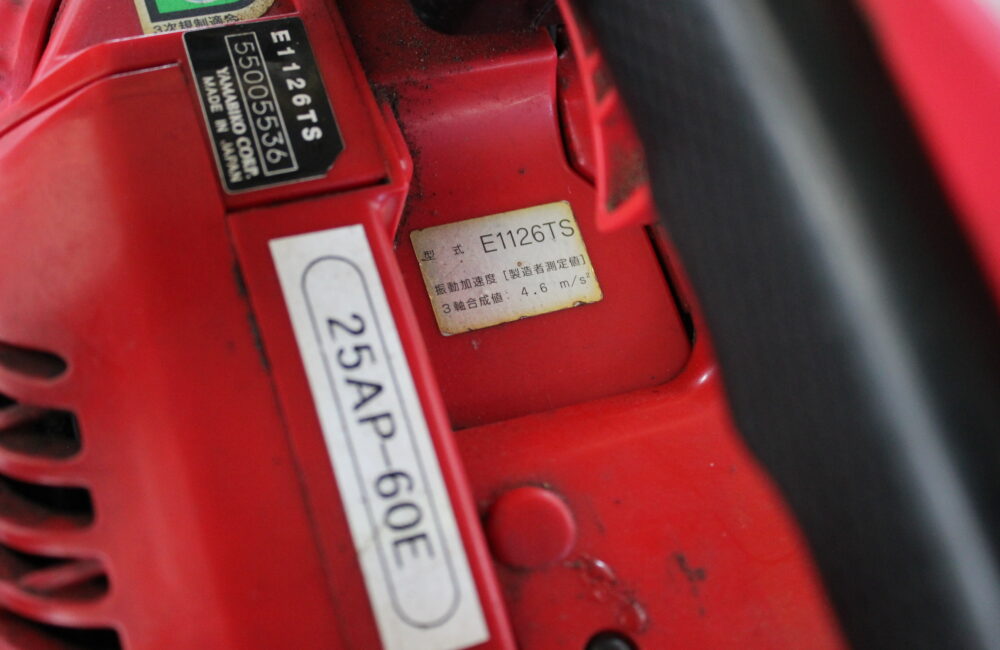 3次規制適合
E1126TS
55005536
YAMABIKO CORP.
MADE IN JAPAN
型式 E1126TS
振動加速度［製造者測定値］
3軸合成値: 4.6 m/s²
25AP-60E